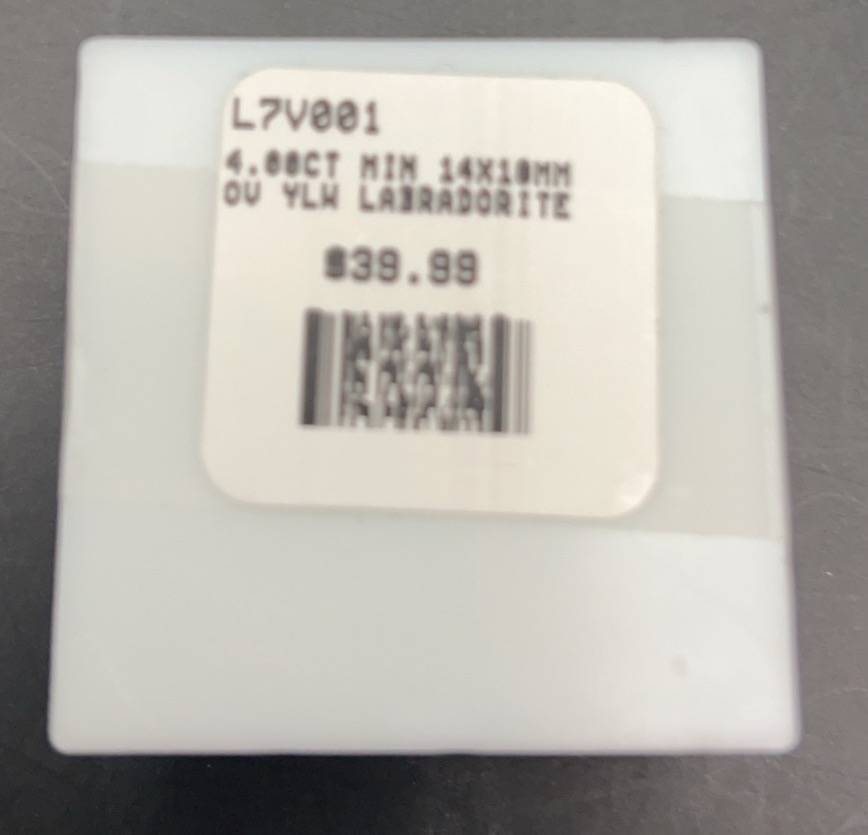 L7V001
4.00CT MIN 14X10MM
OV YLW LABRADORITE
$39.99